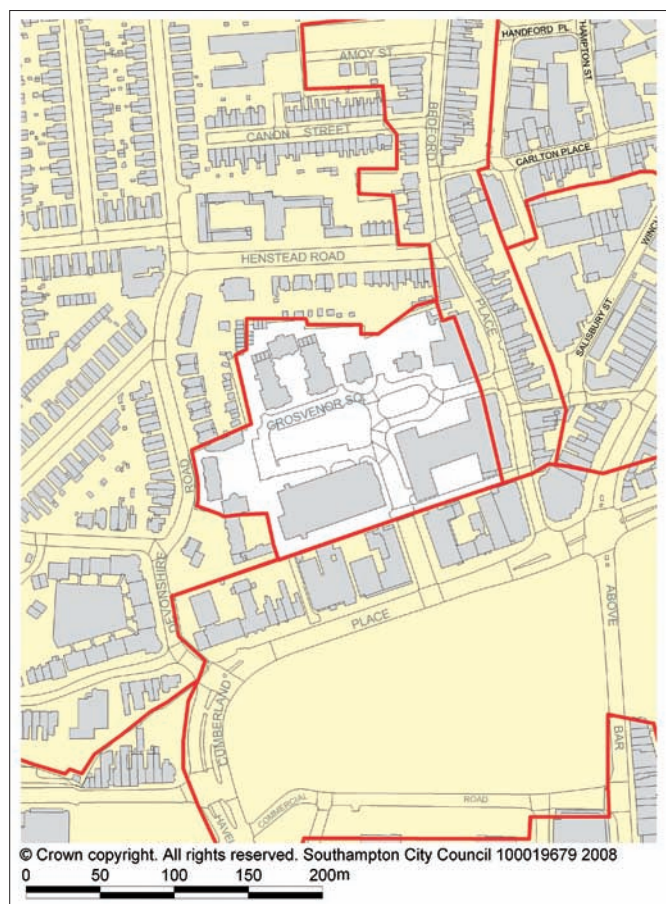 HANDFORD PL.
HAMPTON ST
AMOY ST
BEDFORD
CANON STREET
CARLTON PLACE
HENSTEAD ROAD
PLACE
SALISBURY ST
GROSVENOR SQ
ROAD
DEVONSHIRE
PLACE
ABOVE
CUMBERLAND
BAR
COMMERCIAL
ROAD
HAVEL
© Crown copyright. All rights reserved. Southampton City Council 100019679 2008
0 50 100 150 200m